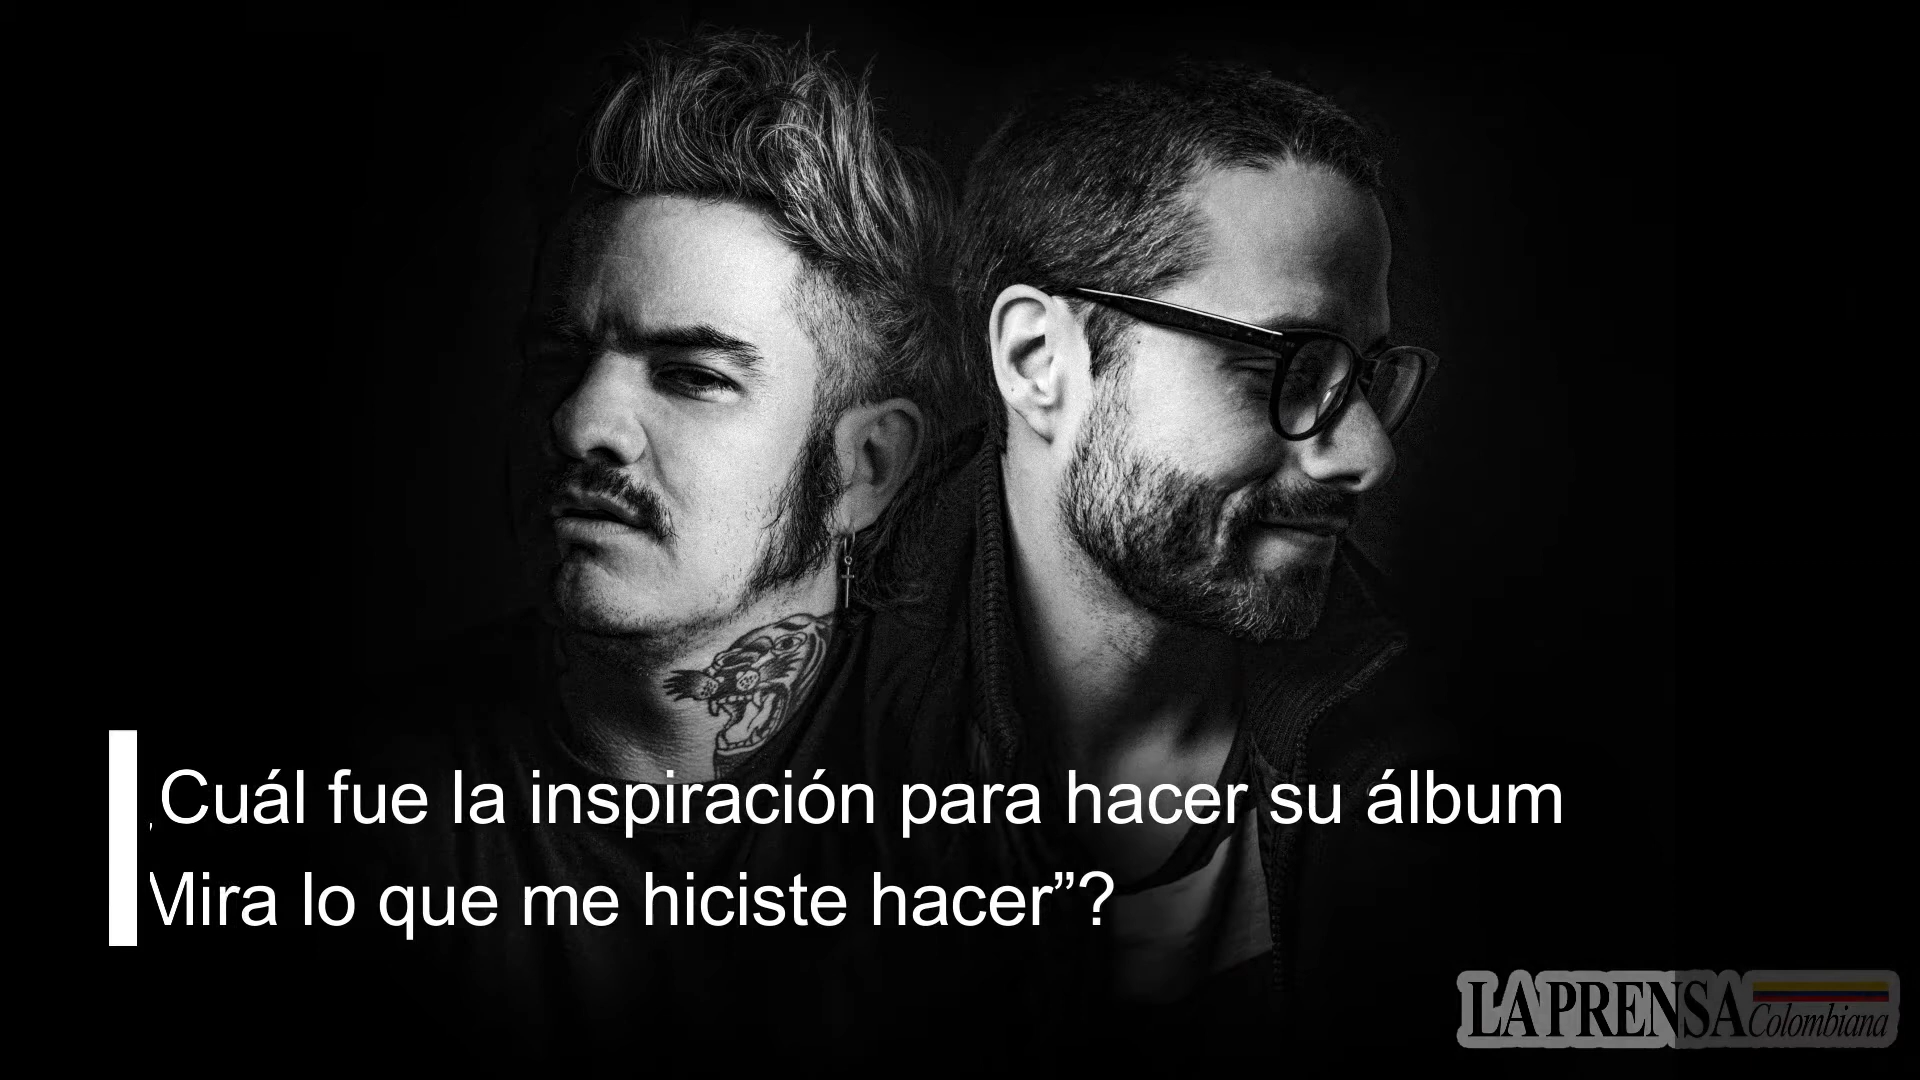 ¿Cuál fue la inspiración para hacer su álbum
Mira lo que me hiciste hacer”?
LA PRENSA
Colombiana